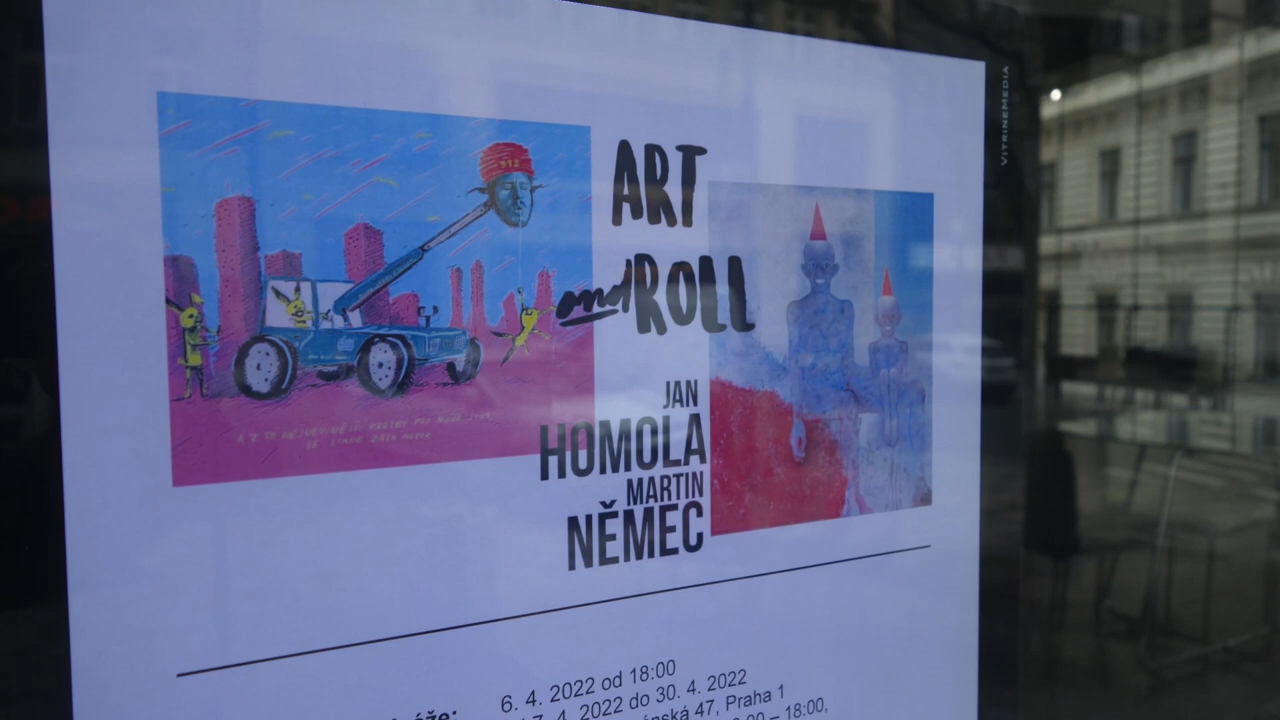 VITRINEMEDIA
912
ART
and ROLL
JAN
HOMOLA
MARTIN
NĚMEC
6. 4. 2022 od 18:00
7. 4. 2022 do 30. 4. 2022
47, Praha 1
– 18:00,